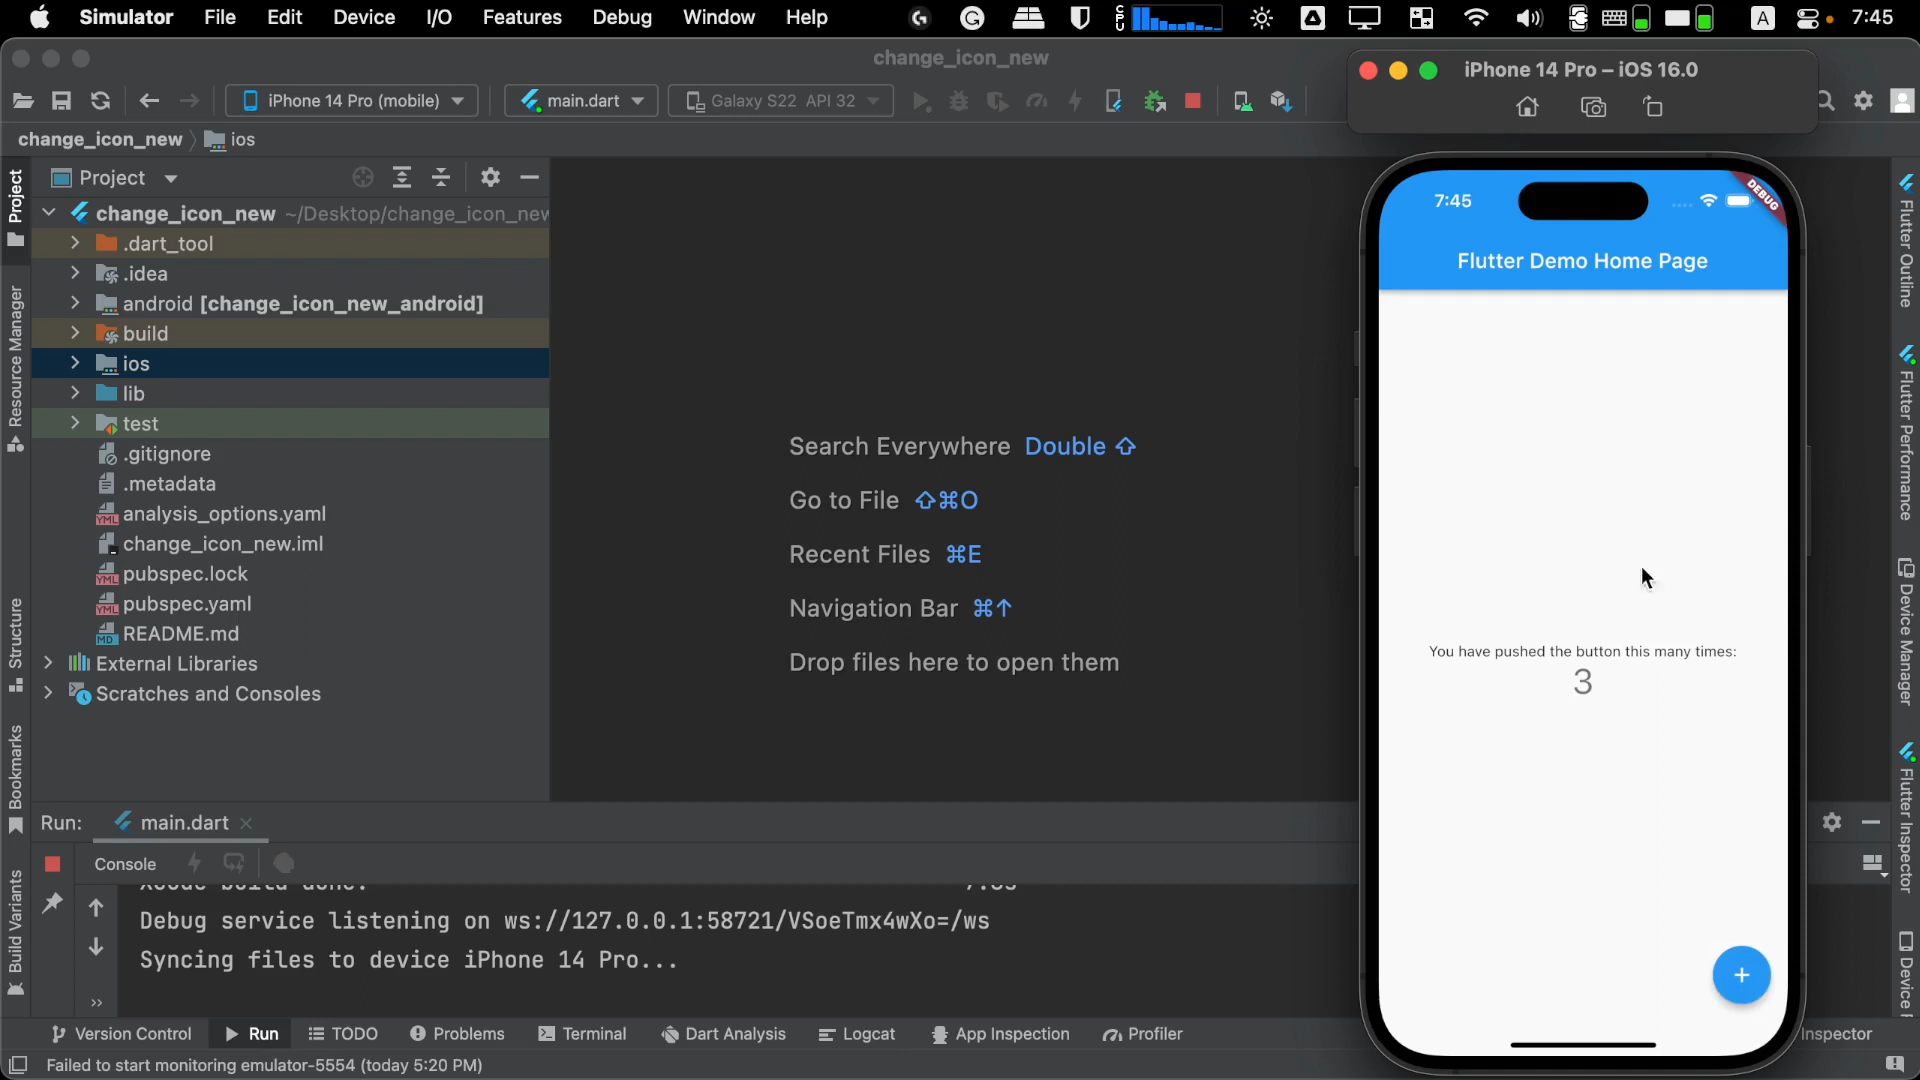 Simulator File Edit Device I/O Features Debug Window Help CPU A 7:45
change_icon_new
iPhone 14 Pro – iOS 16.0
iPhone 14 Pro (mobile) main.dart Galaxy S22 API 32
change_icon_new ios
Project
change_icon_new ~/Desktop/change_icon_new
.dart_tool
.idea
android [change_icon_new_android]
build
ios
lib
test
.gitignore
.metadata
analysis_options.yaml
change_icon_new.iml
pubspec.lock
pubspec.yaml
README.md
External Libraries
Scratches and Consoles
Project
Resource Manager
Structure
Bookmarks
Build Variants
Search Everywhere Double ⇧
Go to File ⇧⌘O
Recent Files ⌘E
Navigation Bar ⌘↑
Drop files here to open them
7:45
DEBUG
Flutter Demo Home Page
You have pushed the button this many times:
3
+
Flutter Outline
Flutter Performance
Device Manager
Flutter Inspector
Device F
Run: main.dart
Console
Xcode build done. 7.8s
Debug service listening on ws://127.0.0.1:58721/VSoeTmx4wXo=/ws
Syncing files to device iPhone 14 Pro...
Version Control Run TODO Problems Terminal Dart Analysis Logcat App Inspection Profiler Inspector
Failed to start monitoring emulator-5554 (today 5:20 PM)